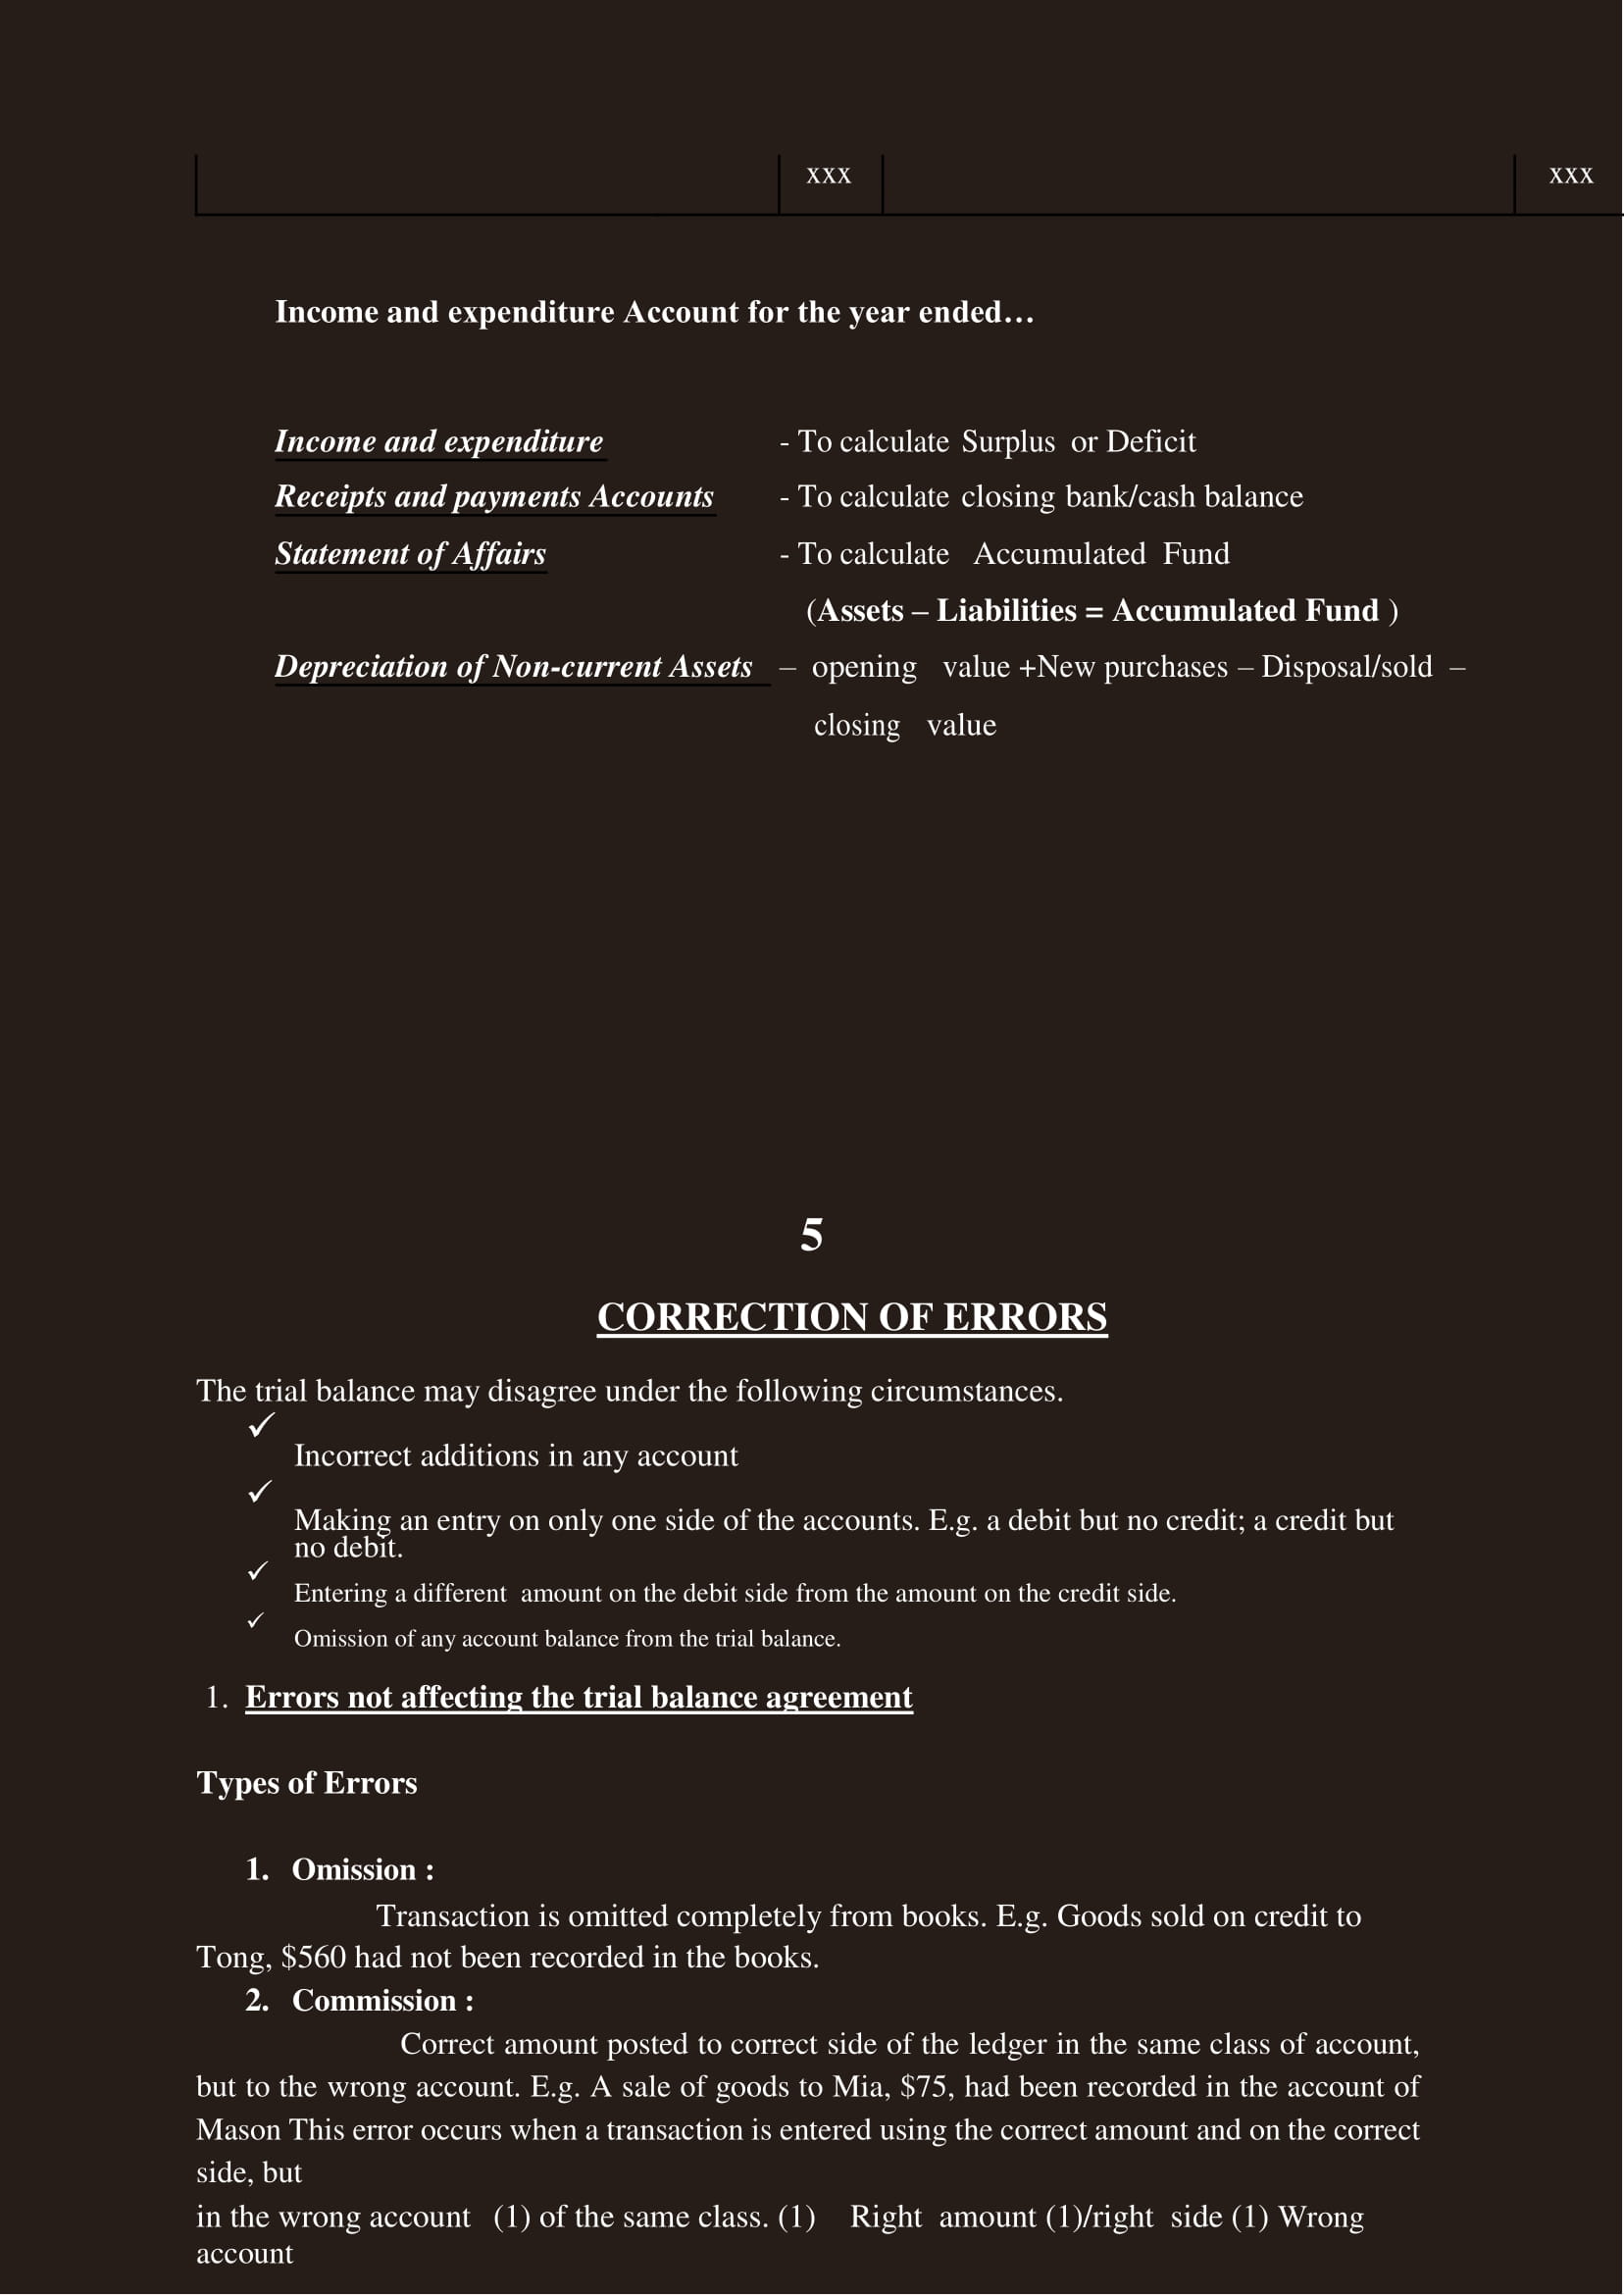 xxx xxx
Income and expenditure Account for the year ended…
Income and expenditure - To calculate Surplus or Deficit
Receipts and payments Accounts - To calculate closing bank/cash balance
Statement of Affairs - To calculate Accumulated Fund
(Assets – Liabilities = Accumulated Fund )
Depreciation of Non-current Assets – opening value +New purchases – Disposal/sold –
closing value
5
CORRECTION OF ERRORS
The trial balance may disagree under the following circumstances.
✓
Incorrect additions in any account
✓
Making an entry on only one side of the accounts. E.g. a debit but no credit; a credit but
no debit.
✓
Entering a different amount on the debit side from the amount on the credit side.
✓
Omission of any account balance from the trial balance.
1. Errors not affecting the trial balance agreement
Types of Errors
1. Omission :
Transaction is omitted completely from books. E.g. Goods sold on credit to
Tong, $560 had not been recorded in the books.
2. Commission :
Correct amount posted to correct side of the ledger in the same class of account,
but to the wrong account. E.g. A sale of goods to Mia, $75, had been recorded in the account of
Mason This error occurs when a transaction is entered using the correct amount and on the correct
side, but
in the wrong account (1) of the same class. (1) Right amount (1)/right side (1) Wrong
account